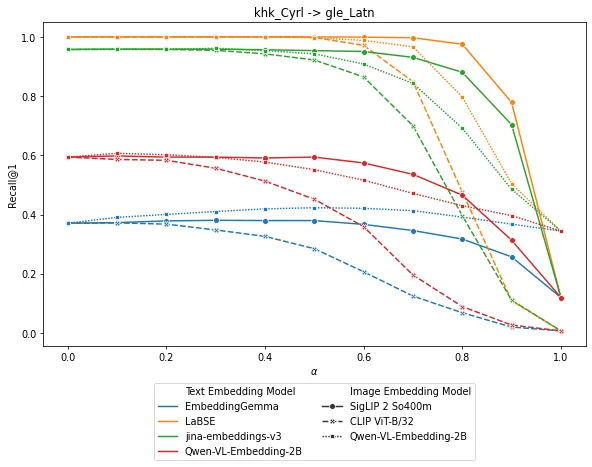 khk_Cyrl -> gle_Latn
1.0
0.8
0.6
0.4
0.2
0.0
Recall@1
0.0 0.2 0.4 0.6 0.8 1.0
α
Text Embedding Model Image Embedding Model
EmbeddingGemma SigLIP 2 So400m
LaBSE CLIP ViT-B/32
jina-embeddings-v3 Qwen-VL-Embedding-2B
Qwen-VL-Embedding-2B